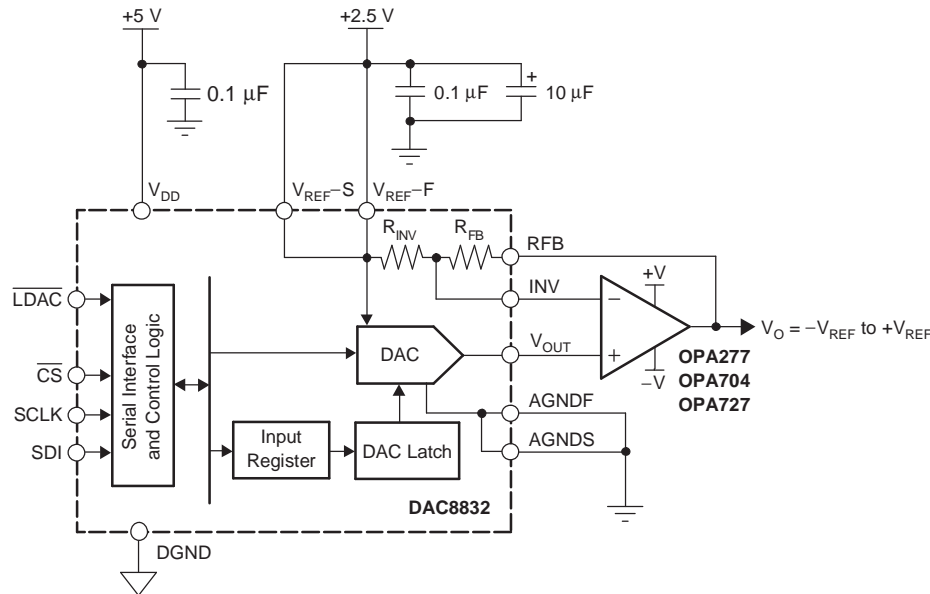 +5 V
+2.5 V
0.1 μF
0.1 μF
+
10 μF
V_DD
V_REF−S
V_REF−F
R_INV
R_FB
RFB
INV
+V
−
L̅D̅A̅C̅
Serial Interface
and Control Logic
DAC
V_OUT
+
V_O = −V_REF to +V_REF
−V
OPA277
OPA704
OPA727
C̅S̅
SCLK
SDI
Input
Register
DAC Latch
AGNDF
AGNDS
DAC8832
DGND